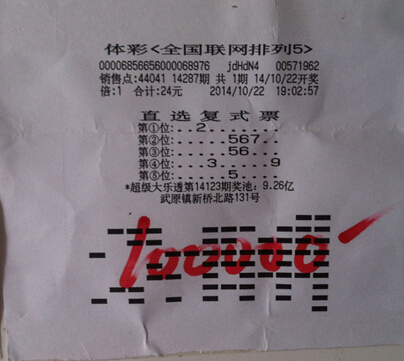 体彩<全国联网排列5>
00006856656000068976 jdHdN4 00571962
销售点:44041 14287期 共 1期 14/10/22开奖
倍:1 合计:24元 2014/10/22 19:02:57
直选复式票
第①位:..2.......
第②位:.....567..
第③位:.....56...
第④位:...3.....9
第⑤位:.....5....
*超级大乐透第14123期奖池: 9.26亿
武原镇新桥北路131号
100000